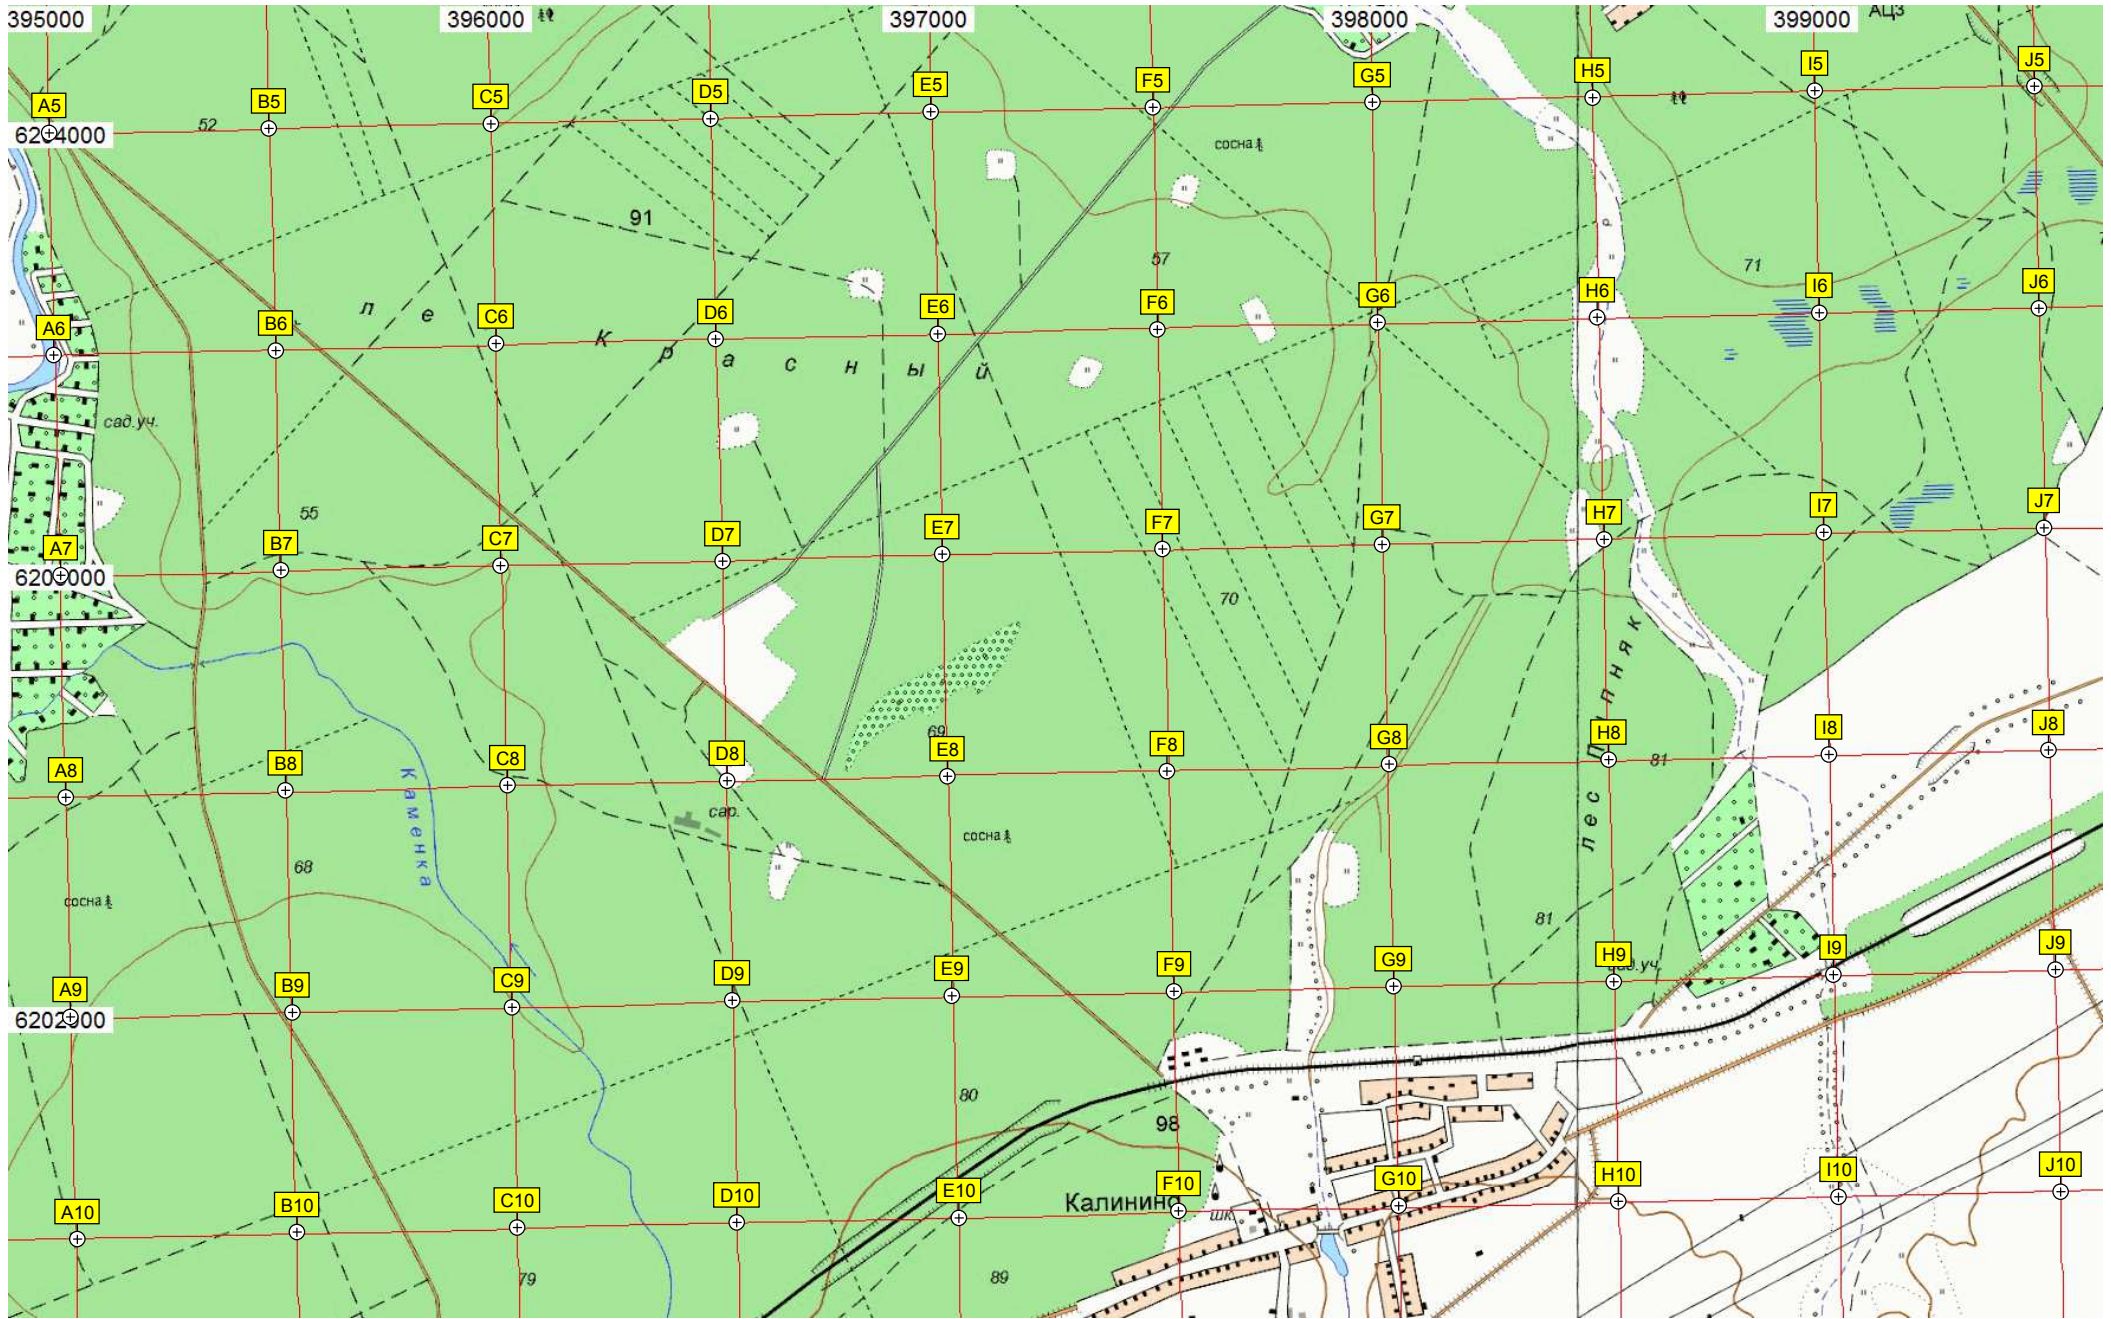 395000 396000 397000 398000 399000 АЦЗ
A5 B5 C5 D5 E5 F5 G5 H5 I5 J5
6204000
52
сосна
91
57
71
A6 B6 C6 D6 E6 F6 G6 H6 I6 J6
л е К р а с н ы й
сад.уч.
55
A7 B7 C7 D7 E7 F7 G7 H7 I7 J7
70
лес Липняк
69
81
A8 B8 C8 D8 E8 F8 G8 H8 I8 J8
Каменка
сар.
сосна
68
сосна
81
A9 B9 C9 D9 E9 F9 G9 H9 I9 J9
сад.уч.
80
98
A10 B10 C10 D10 E10 F10 G10 H10 I10 J10
Калинино
шк.
79
89